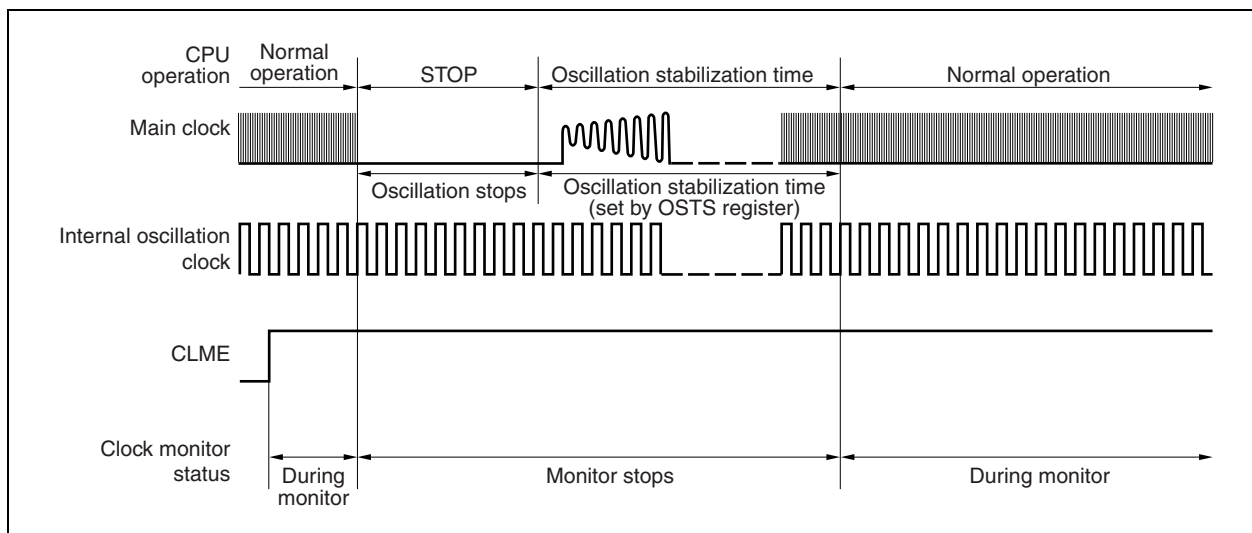 CPU operation
Normal operation
STOP
Oscillation stabilization time
Normal operation
Main clock
Oscillation stops
Oscillation stabilization time
(set by OSTS register)
Internal oscillation
clock
CLME
Clock monitor
status
During
monitor
Monitor stops
During monitor